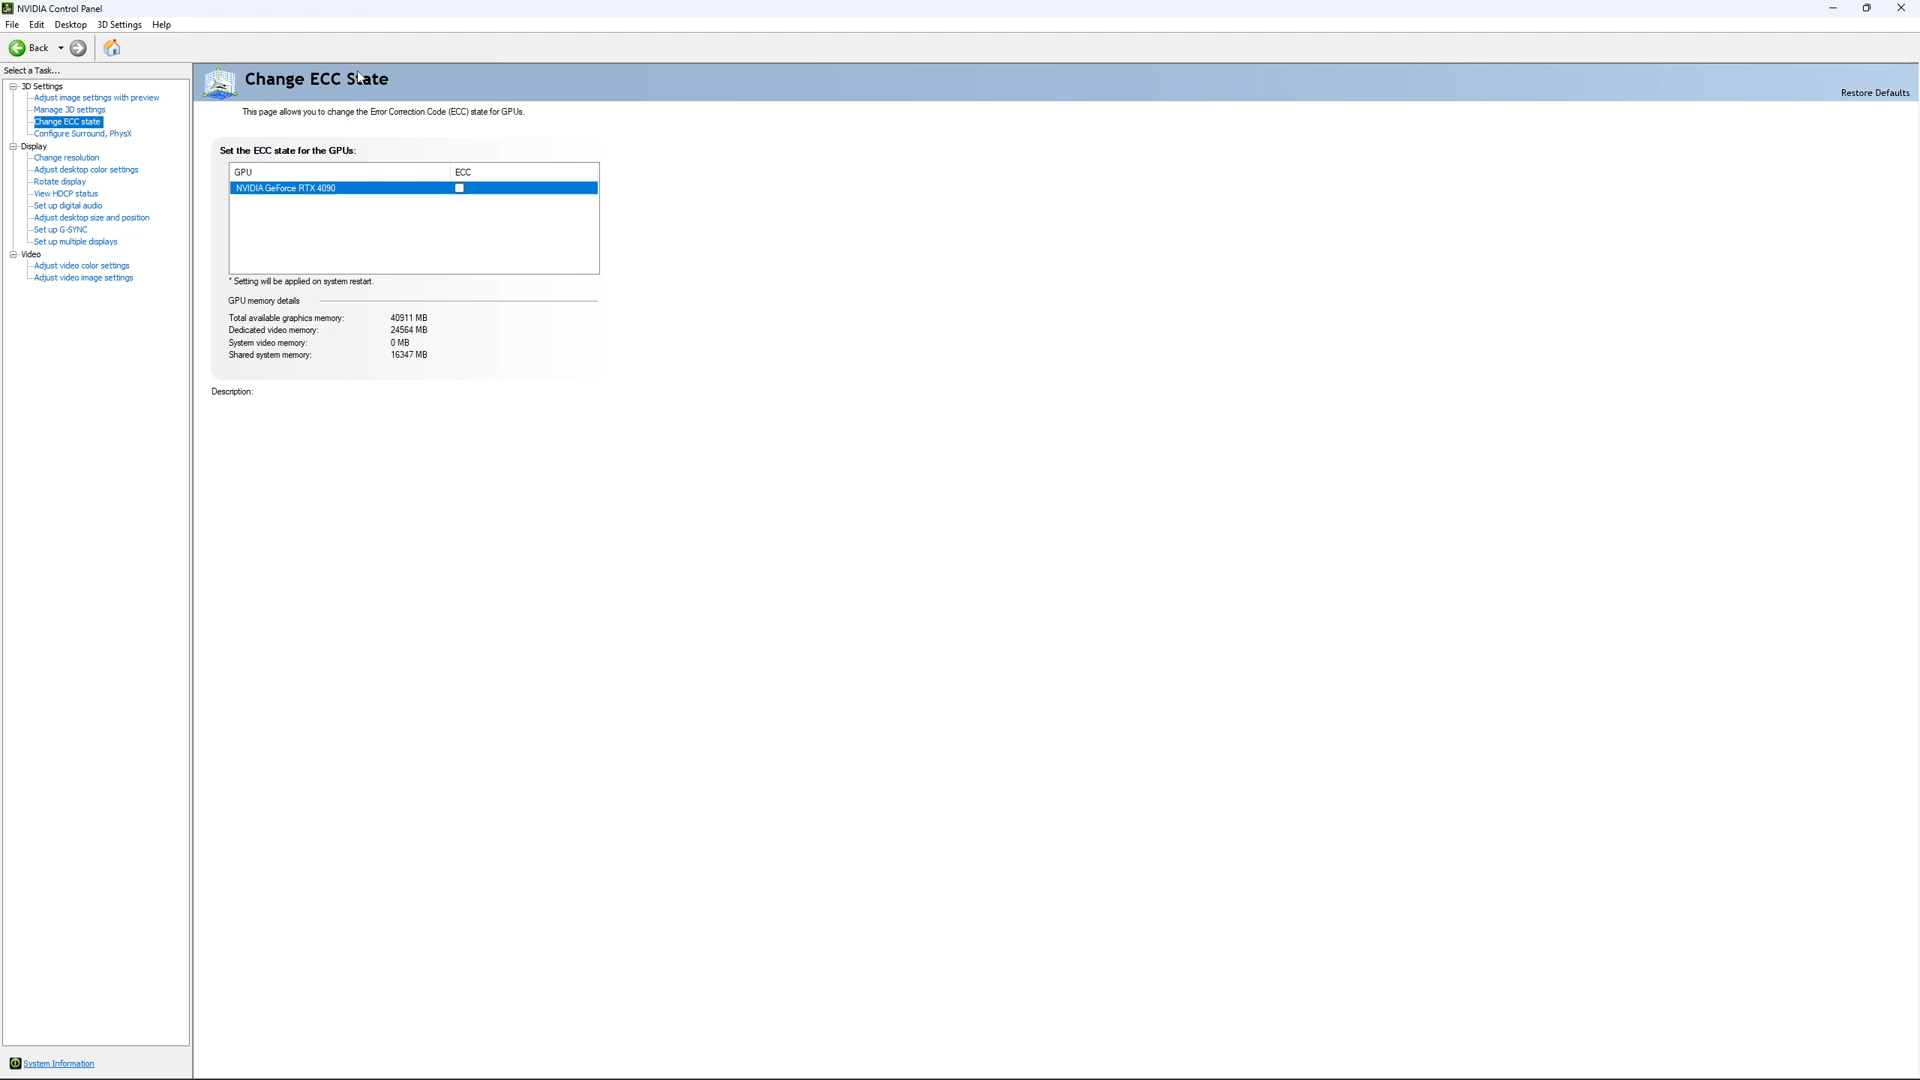 NVIDIA Control Panel
File Edit Desktop 3D Settings Help
Back
Select a Task...
3D Settings
Adjust image settings with preview
Manage 3D settings
Change ECC state
Configure Surround, PhysX
Display
Change resolution
Adjust desktop color settings
Rotate display
View HDCP status
Set up digital audio
Adjust desktop size and position
Set up G-SYNC
Set up multiple displays
Video
Adjust video color settings
Adjust video image settings
System Information
Change ECC State
Restore Defaults
This page allows you to change the Error Correction Code (ECC) state for GPUs.
Set the ECC state for the GPUs:
GPU ECC
NVIDIA GeForce RTX 4090
* Setting will be applied on system restart.
GPU memory details
Total available graphics memory: 40911 MB
Dedicated video memory: 24564 MB
System video memory: 0 MB
Shared system memory: 16347 MB
Description: